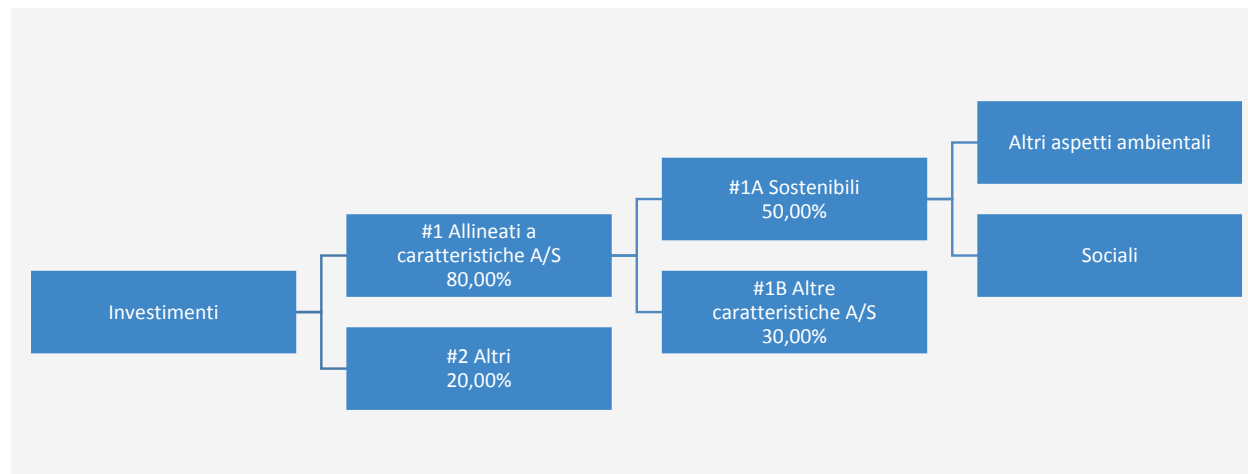 Investimenti
#1 Allineati a
caratteristiche A/S
80,00%
#2 Altri
20,00%
#1A Sostenibili
50,00%
#1B Altre
caratteristiche A/S
30,00%
Altri aspetti ambientali
Sociali